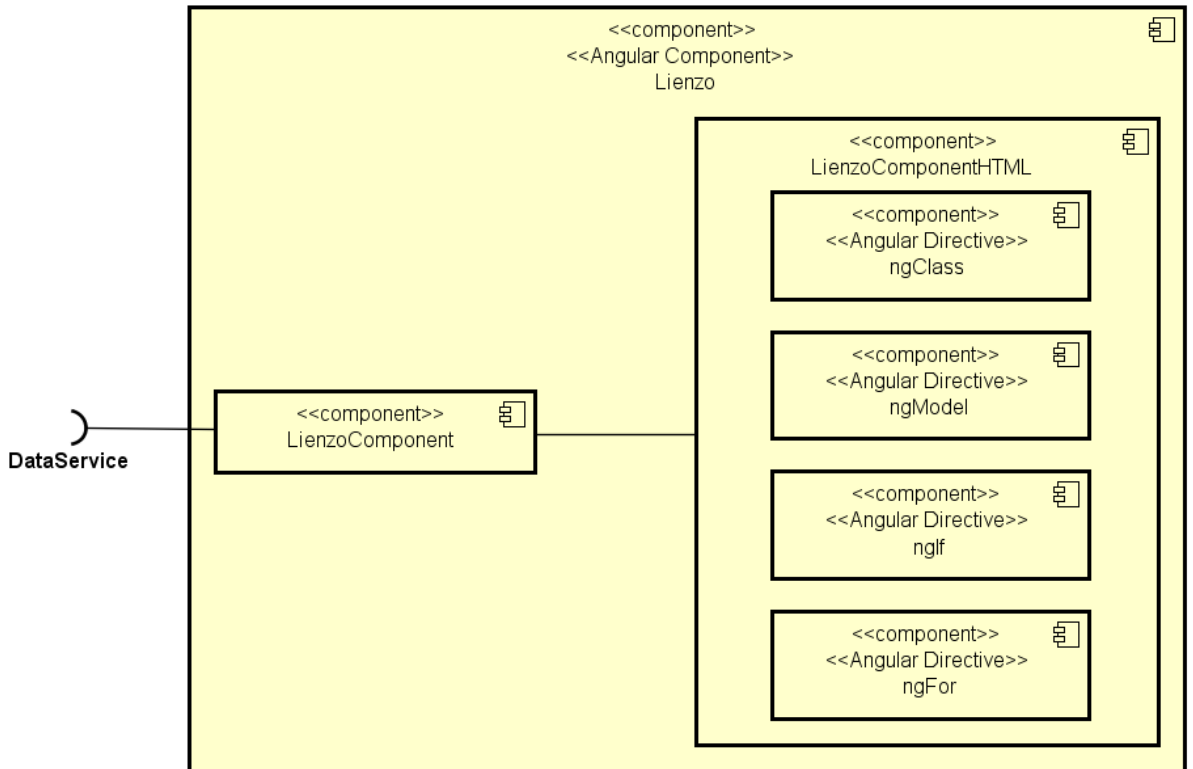 <<component>>
<<Angular Component>>
Lienzo
<<component>>
LienzoComponentHTML
<<component>>
<<Angular Directive>>
ngClass
<<component>>
<<Angular Directive>>
ngModel
<<component>>
LienzoComponent
DataService
<<component>>
<<Angular Directive>>
ngIf
<<component>>
<<Angular Directive>>
ngFor